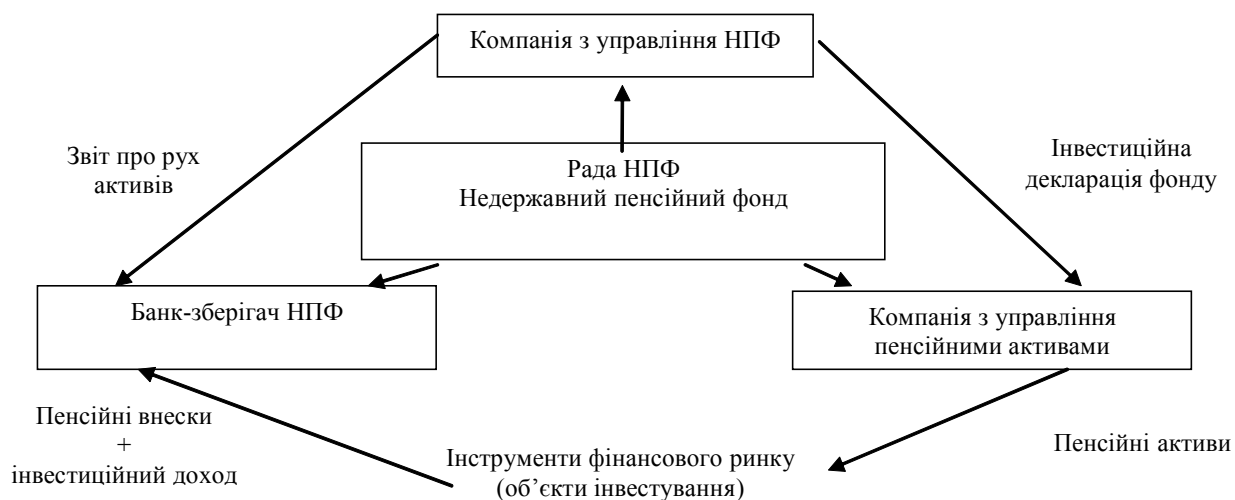 Компанія з управління НПФ
Звіт про рух
активів
Рада НПФ
Недержавний пенсійний фонд
Інвестиційна
декларація фонду
Банк-зберігач НПФ
Компанія з управління
пенсійними активами
Пенсійні внески
+
інвестиційний доход
Інструменти фінансового ринку
(об’єкти інвестування)
Пенсійні активи